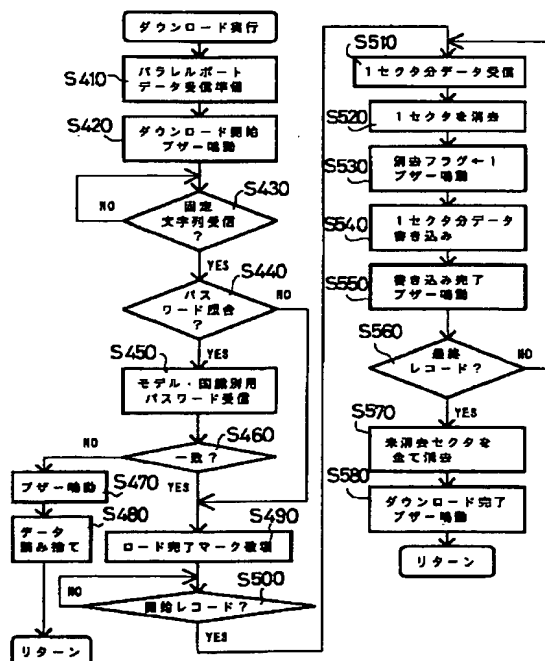 ダウンロード実行
S410
パラレルポート
データ受信準備
S420
ダウンロード開始
ブザー鳴動
S430
固定
文字列受信
?
NO
YES
S440
パス
ワード照合
?
NO
YES
S450
モデル・国識別用
パスワード受信
S460
一致?
NO
YES
S470
ブザー鳴動
S480
データ
読み捨て
リターン
S490
ロード完了マーク破壊
S500
開始レコード?
NO
YES
S510
1セクタ分データ受信
S520
1セクタを消去
S530
消去フラグ←1
ブザー鳴動
S540
1セクタ分データ
書き込み
S550
書き込み完了
ブザー鳴動
S560
最終
レコード?
NO
YES
S570
未消去セクタを
全て消去
S580
ダウンロード完了
ブザー鳴動
リターン